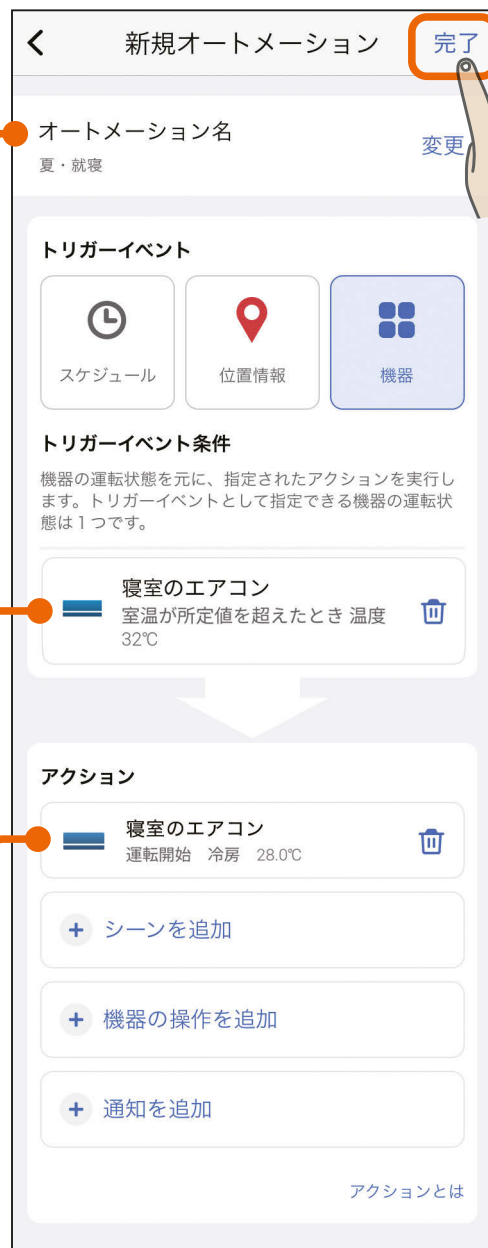 新規オートメーション
完了
オートメーション名
変更
夏・就寝
トリガーイベント
スケジュール
位置情報
機器
トリガーイベント条件
機器の運転状態を元に、指定されたアクションを実行し
ます。トリガーイベントとして指定できる機器の運転状
態は1つです。
寝室のエアコン
室温が所定値を超えたとき 温度
32℃
アクション
寝室のエアコン
運転開始　冷房　28.0℃
+ シーンを追加
+ 機器の操作を追加
+ 通知を追加
アクションとは